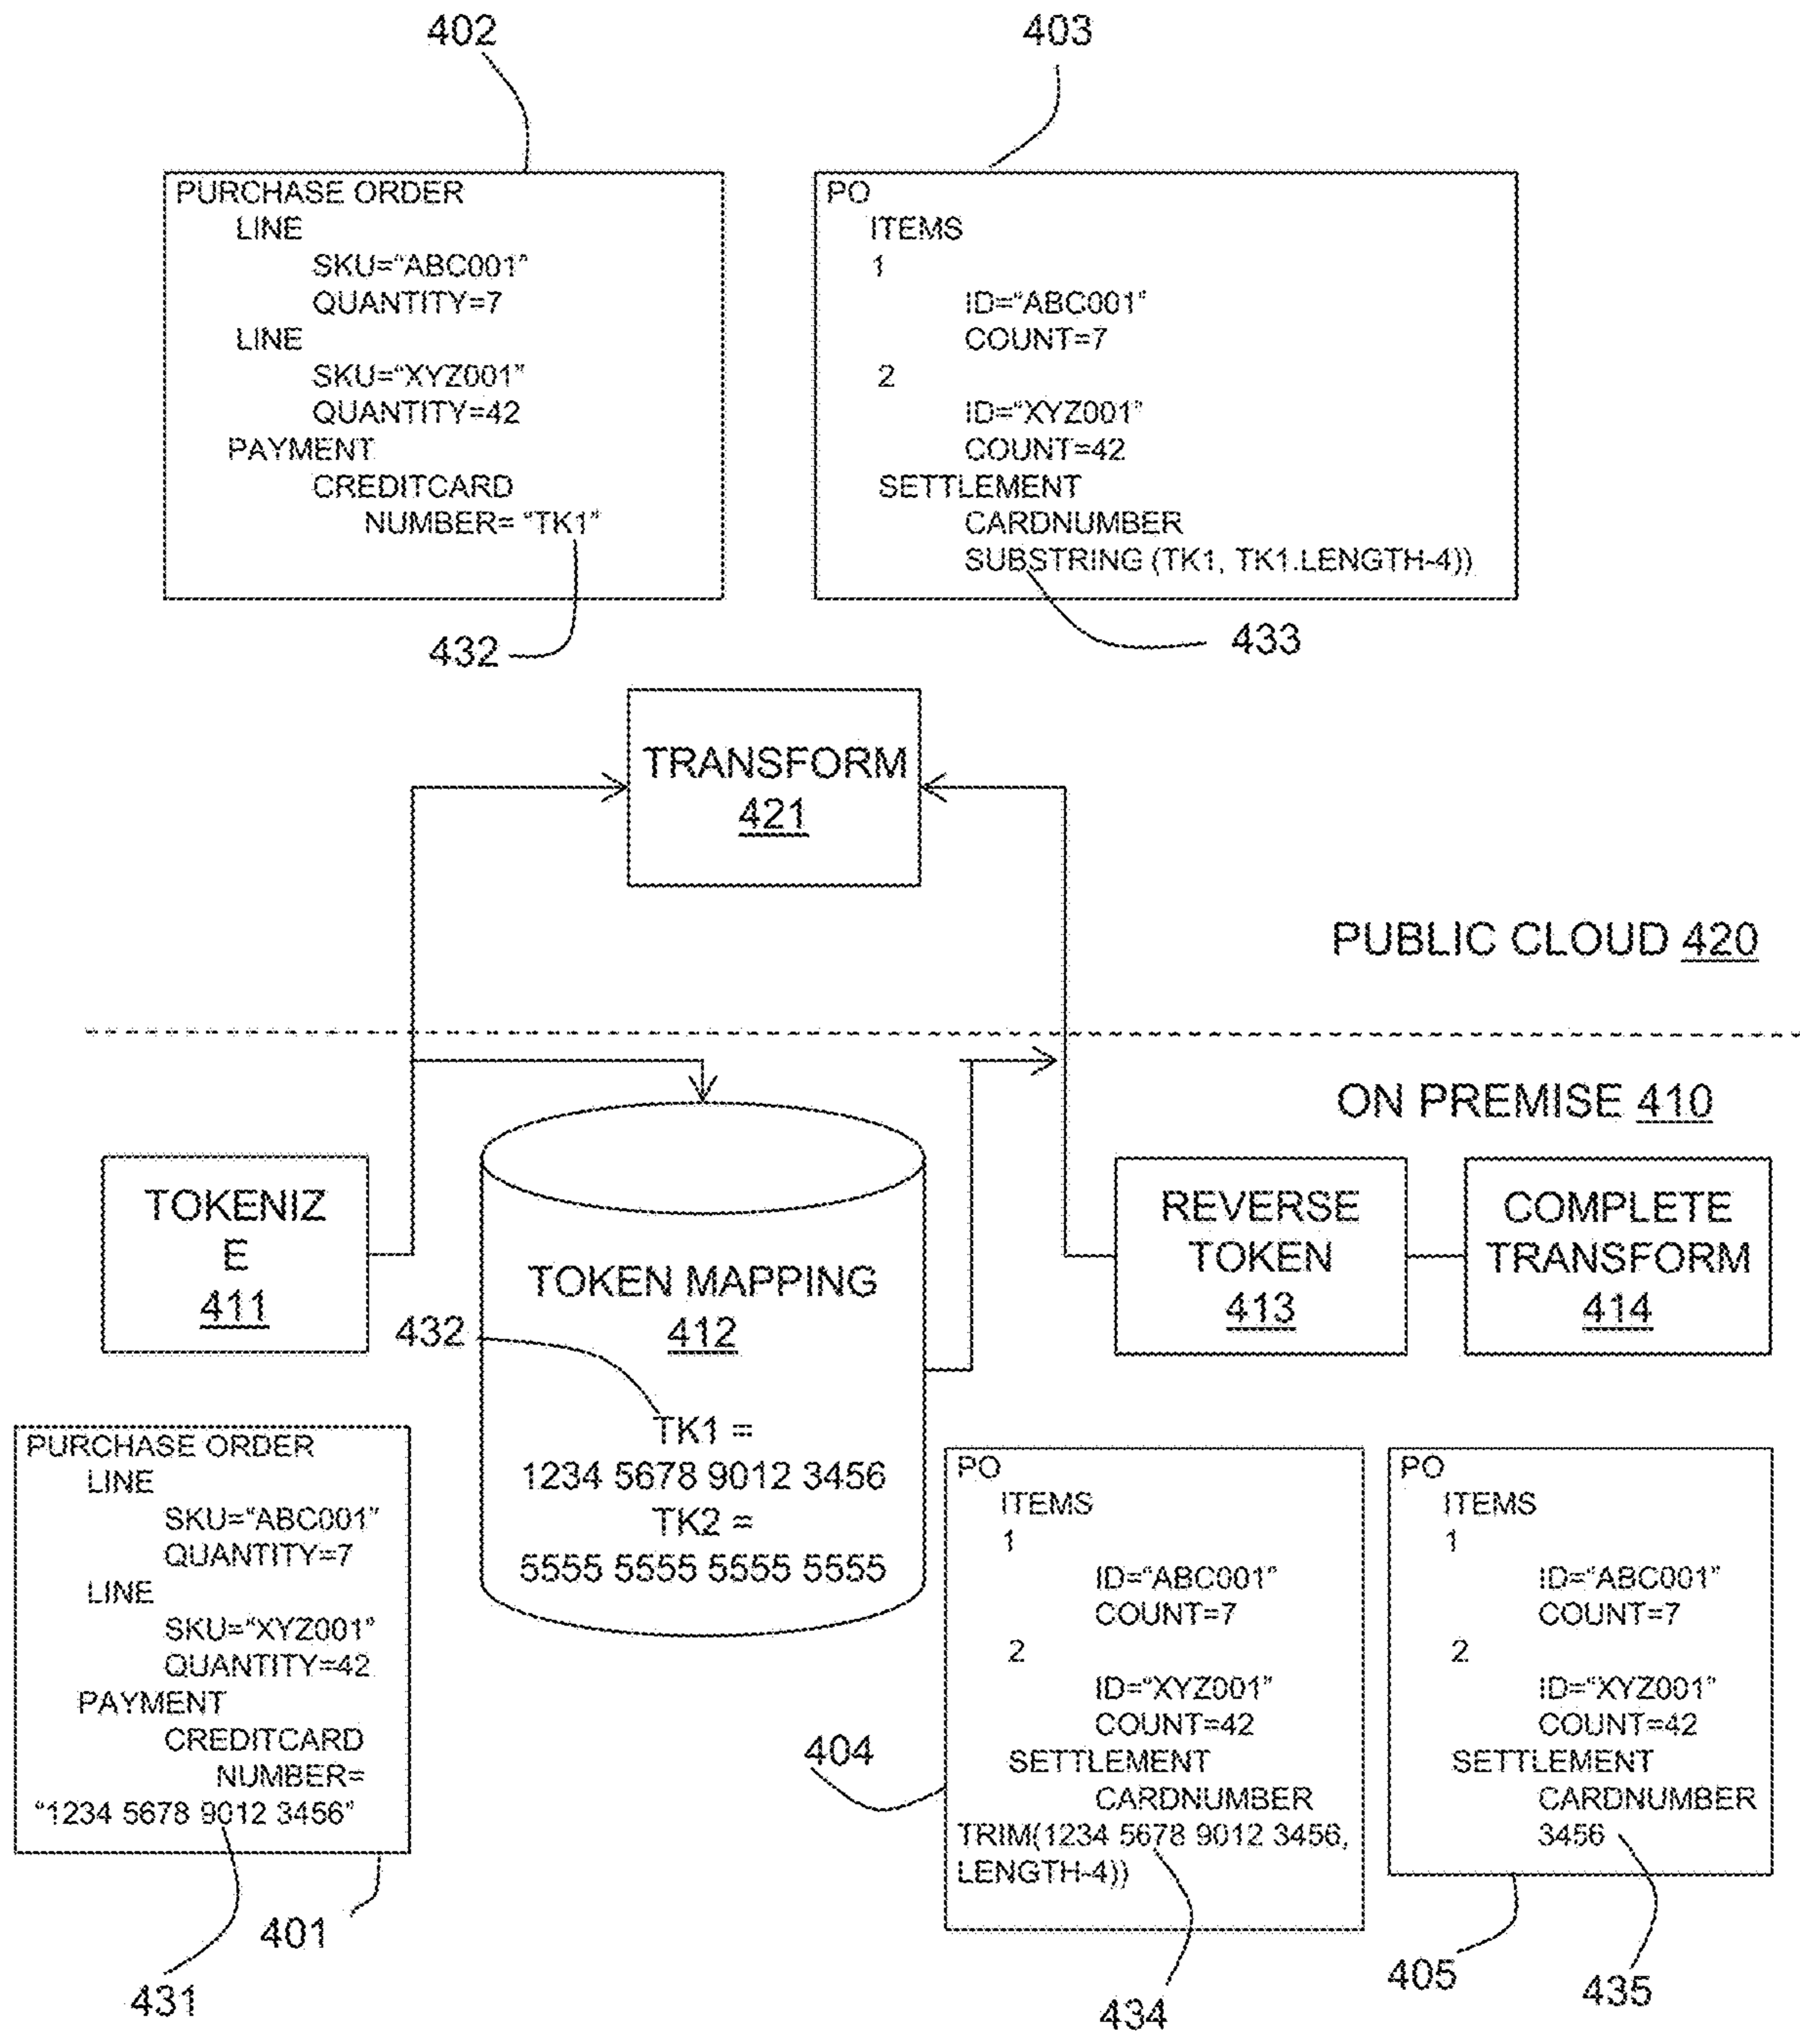 402
403
PURCHASE ORDER
LINE
SKU=“ABC001”
QUANTITY=7
LINE
SKU=“XYZ001”
QUANTITY=42
PAYMENT
CREDITCARD
NUMBER= “TK1”
432
PO
ITEMS
1
ID=“ABC001”
COUNT=7
2
ID=“XYZ001”
COUNT=42
SETTLEMENT
CARDNUMBER
SUBSTRING (TK1, TK1.LENGTH-4))
433
TRANSFORM
421
PUBLIC CLOUD 420
ON PREMISE 410
TOKENIZ
E
411
TOKEN MAPPING
412
432
TK1 =
1234 5678 9012 3456
TK2 =
5555 5555 5555 5555
REVERSE
TOKEN
413
COMPLETE
TRANSFORM
414
PURCHASE ORDER
LINE
SKU=“ABC001”
QUANTITY=7
LINE
SKU=“XYZ001”
QUANTITY=42
PAYMENT
CREDITCARD
NUMBER=
“1234 5678 9012 3456”
401
431
PO
ITEMS
1
ID=“ABC001”
COUNT=7
2
ID=“XYZ001”
COUNT=42
SETTLEMENT
CARDNUMBER
TRIM(1234 5678 9012 3456,
LENGTH-4))
404
434
PO
ITEMS
1
ID=“ABC001”
COUNT=7
2
ID=“XYZ001”
COUNT=42
SETTLEMENT
CARDNUMBER
3456
405
435